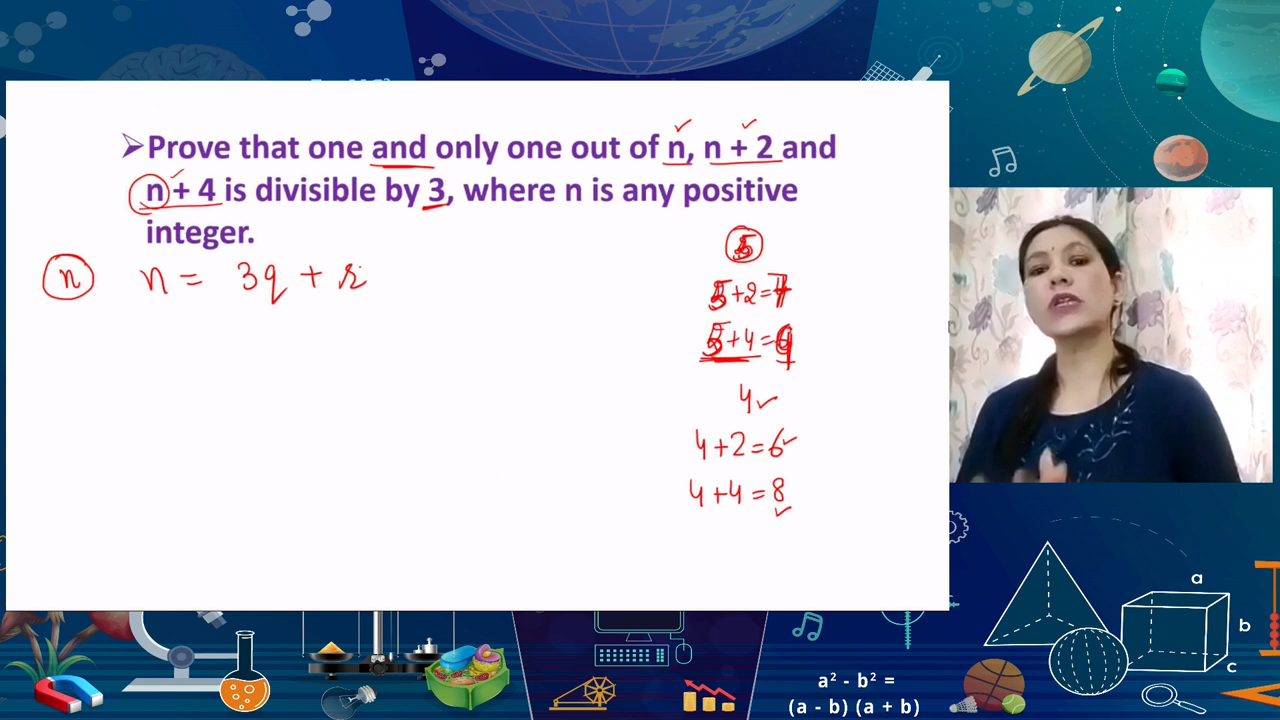 ➤Prove that one and only one out of n, n + 2 and
n + 4 is divisible by 3, where n is any positive
integer.
n n = 3q + r
5
5+2=7
5+4=9
4
4+2=6
4+4=8
a
b
c
a² - b² =
(a - b) (a + b)